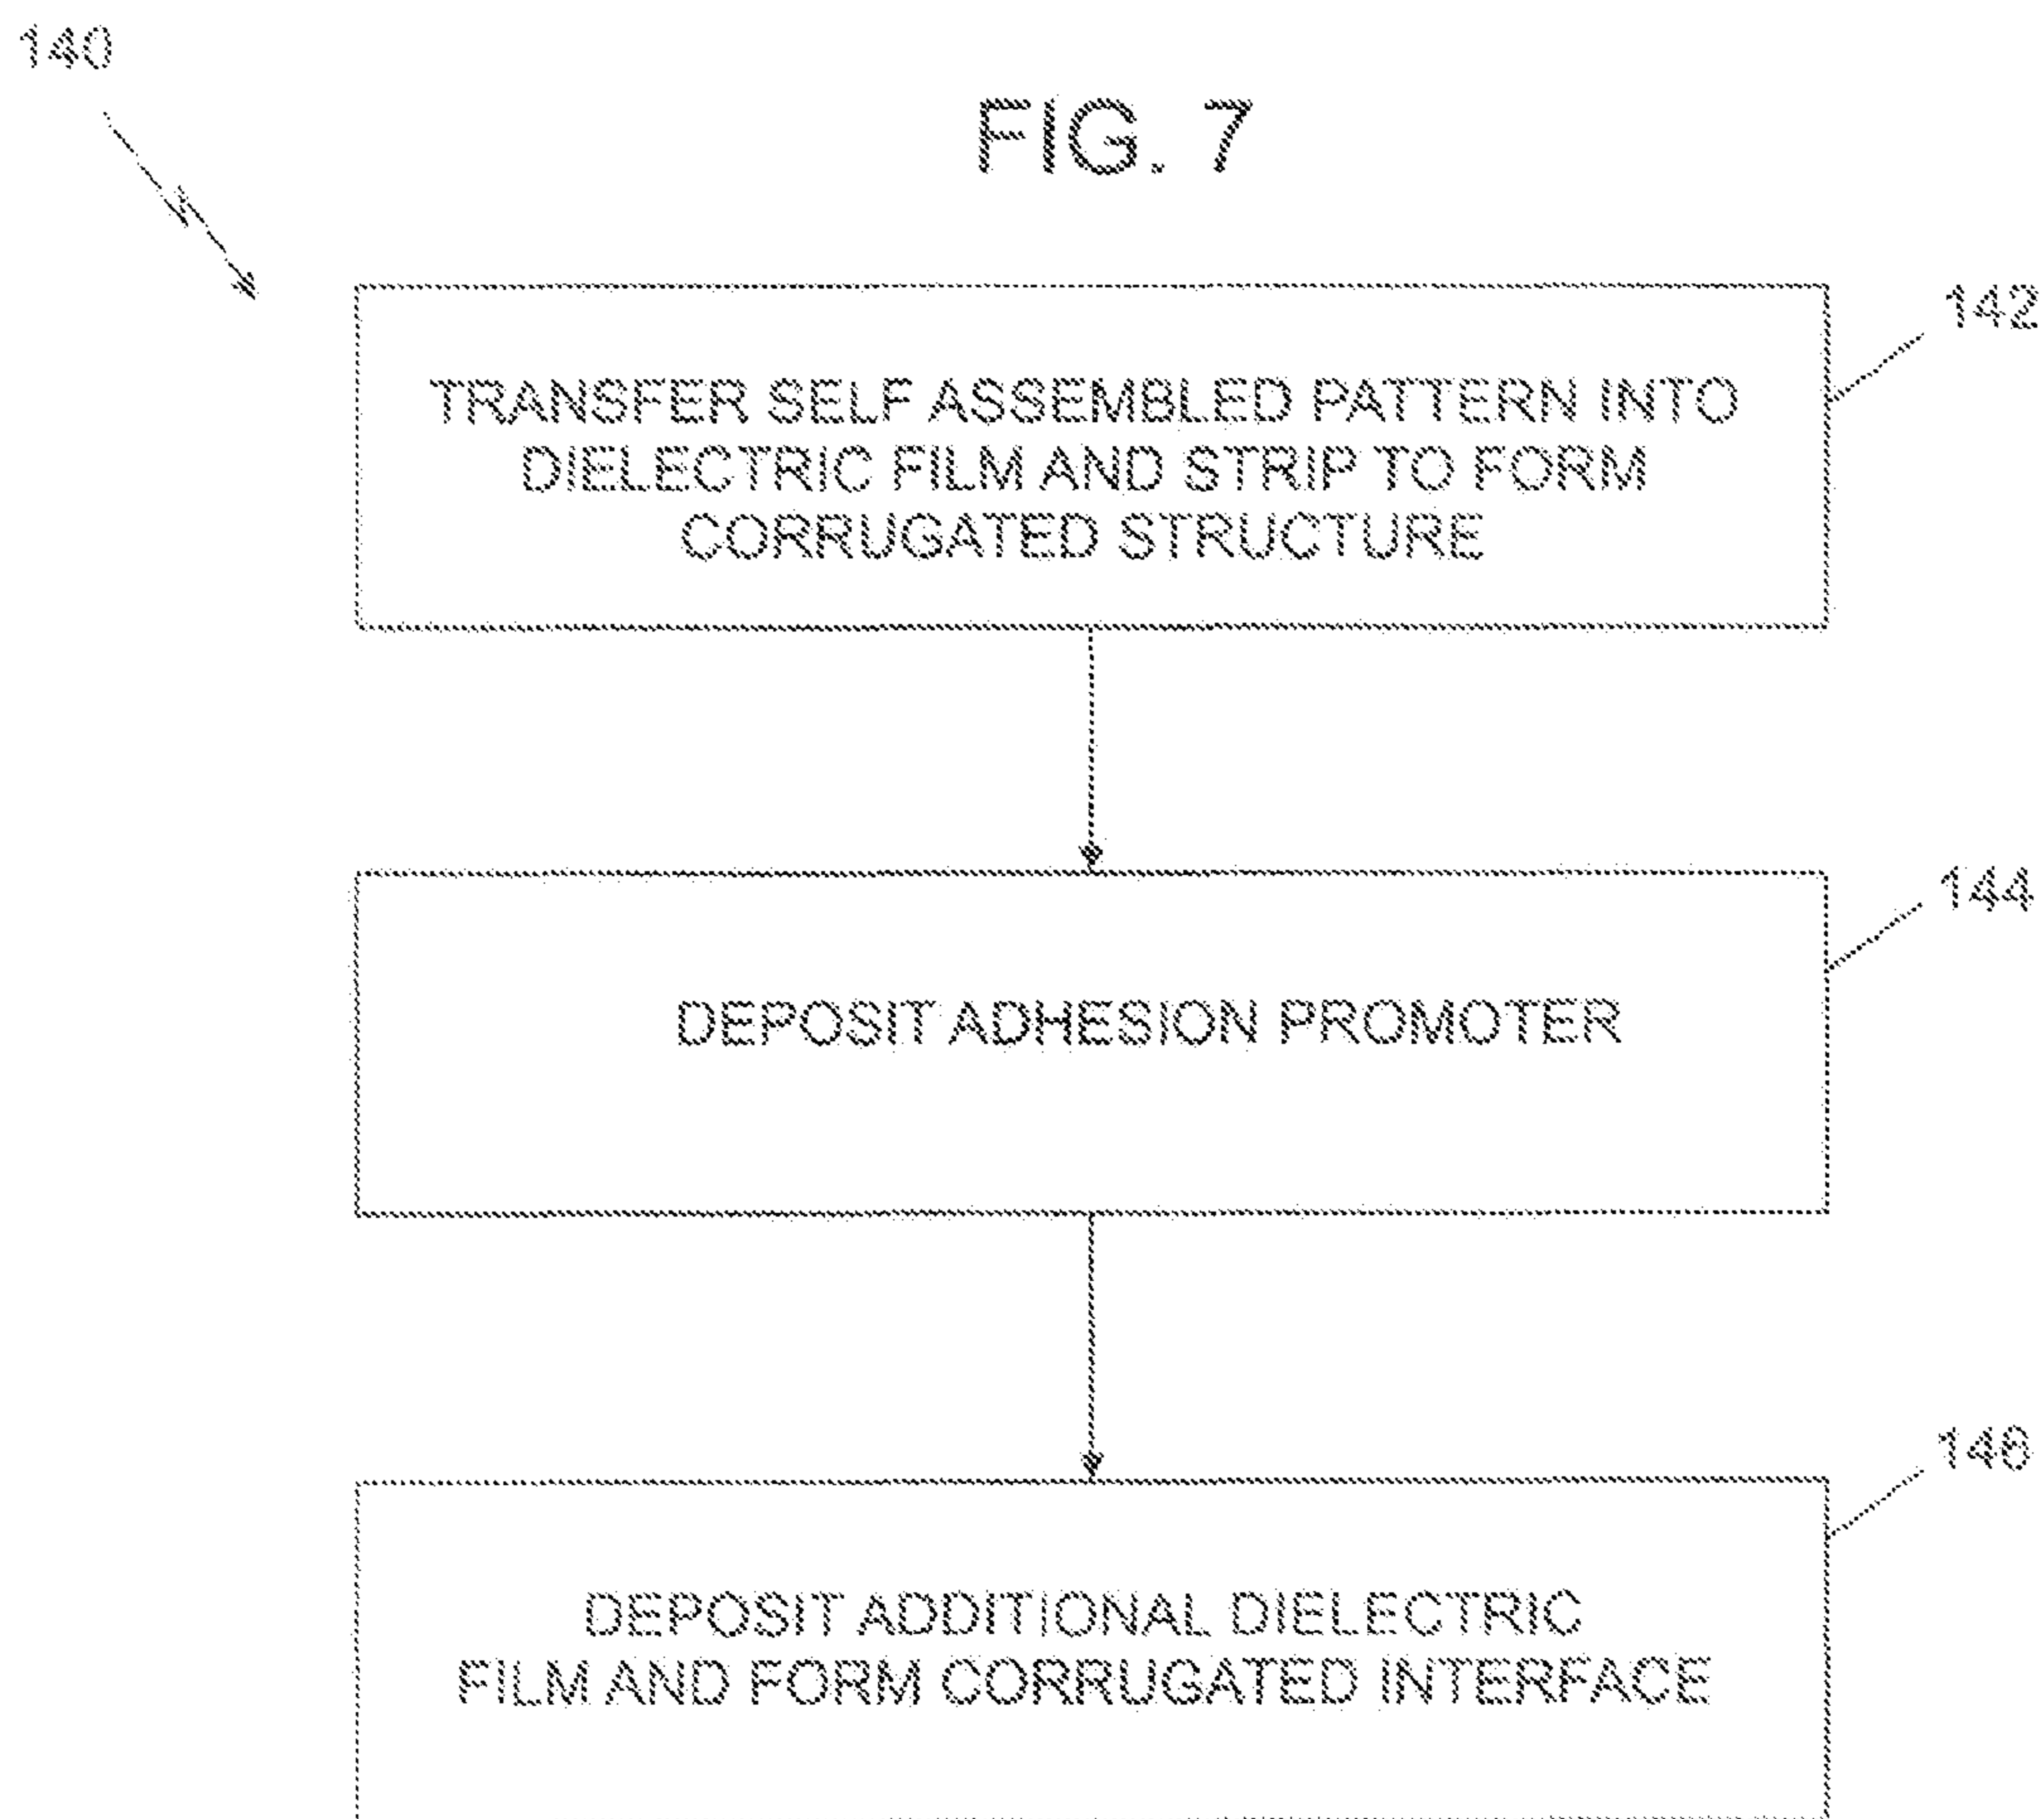 140
FIG. 7
142
TRANSFER SELF ASSEMBLED PATTERN INTO
DIELECTRIC FILM AND STRIP TO FORM
CORRUGATED STRUCTURE
144
DEPOSIT ADHESION PROMOTER
146
DEPOSIT ADDITIONAL DIELECTRIC
FILM AND FORM CORRUGATED INTERFACE